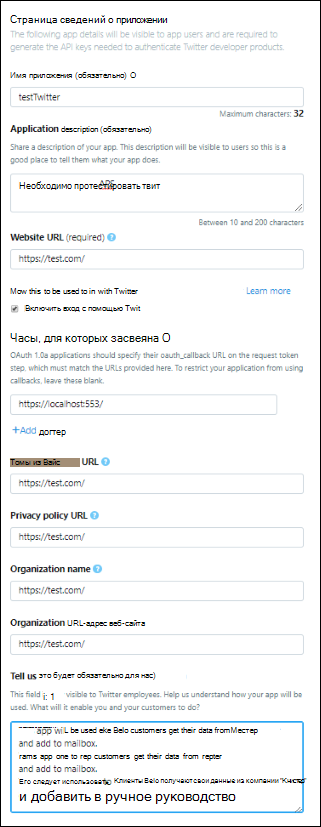 Страница сведений о приложении
The following app details will be visible to app users and are required to
generate the API keys needed to authenticate Twitter developer products.
Имя приложения (обязательно) О
testTwitter
Maximum characters: 32
Application description (обязательно)
Share a description of your app. This description will be visible to users so this is a
good place to tell them what your app does.
Необходимо протестировать твит
Between 10 and 200 characters
Website URL (required) ?
https://test.com/
Mow this to be used to in with Twitter Learn more
Включить вход с помощью Twit
Часы, для которых засвеяна О
OAuth 1.0a applications should specify their oauth_callback URL on the request token
step, which must match the URLs provided here. To restrict your application from using
callbacks, leave these blank.
https://localhost:553/
+Add догтер
Томы из Вайс URL ?
https://test.com/
Privacy policy URL ?
https://test.com/
Organization name ?
https://test.com/
Organization URL-адрес веб-сайта
https://test.com/
Tell us это будет обязательно для нас)
This field i: 1 visible to Twitter employees. Help us understand how your app will be
used. What will it enable you and your customers to do?
app wiL be used eke Belo customers get their data from Местер
and add to mailbox.
rams app one to rep customers get their data from repter
and add to mailbox.
Его следует использовать Клиенты Belo получают свои данные из компании
и добавить в ручное руководство